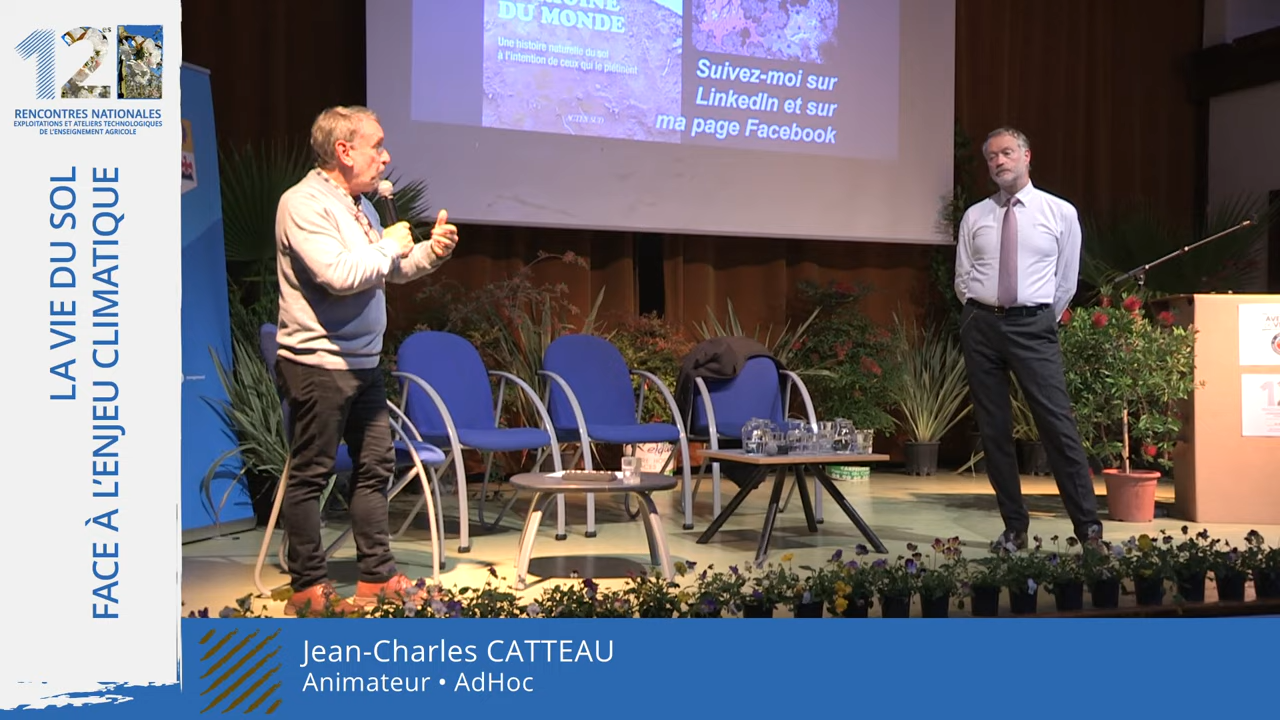 12es
RENCONTRES NATIONALES
EXPLOITATIONS ET ATELIERS TECHNOLOGIQUES
DE L'ENSEIGNEMENT AGRICOLE
LA VIE DU SOL
FACE À L'ENJEU CLIMATIQUE
DU MONDE
Une histoire naturelle du sol
à l'intention de ceux qui le piétinent
ACTES SUD
Suivez-moi sur
LinkedIn et sur
ma page Facebook
Jean-Charles CATTEAU
Animateur • AdHoc